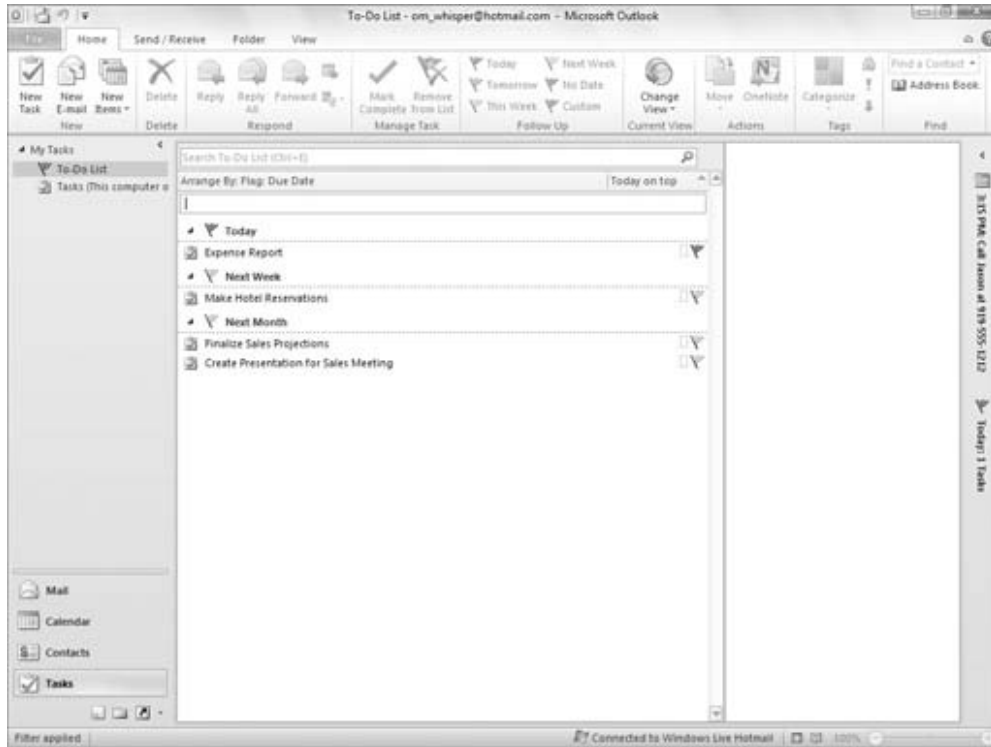 To-Do List - om_whisper@hotmail.com - Microsoft Outlook
File Home Send / Receive Folder View
New Task
New E-mail
New Items
New
Delete
Delete
Reply
Reply All
Forward
Respond
Mark Complete
Remove from List
Manage Task
Today Next Week
Tomorrow No Date
This Week Custom
Follow Up
Change View
Current View
Move
OneNote
Actions
Categorize
Tags
Find a Contact
Address Book
Find
My Tasks
To-Do List
Tasks (This computer o
Search To-Do List (Ctrl+E)
Arrange By: Flag: Due Date Today on top
Today
Expense Report
Next Week
Make Hotel Reservations
Next Month
Finalize Sales Projections
Create Presentation for Sales Meeting
3:15 PM: Call Jason at 919-555-1212
Today: 1 Tasks
Mail
Calendar
Contacts
Tasks
Filter applied
Connected to Windows Live Hotmail
100%